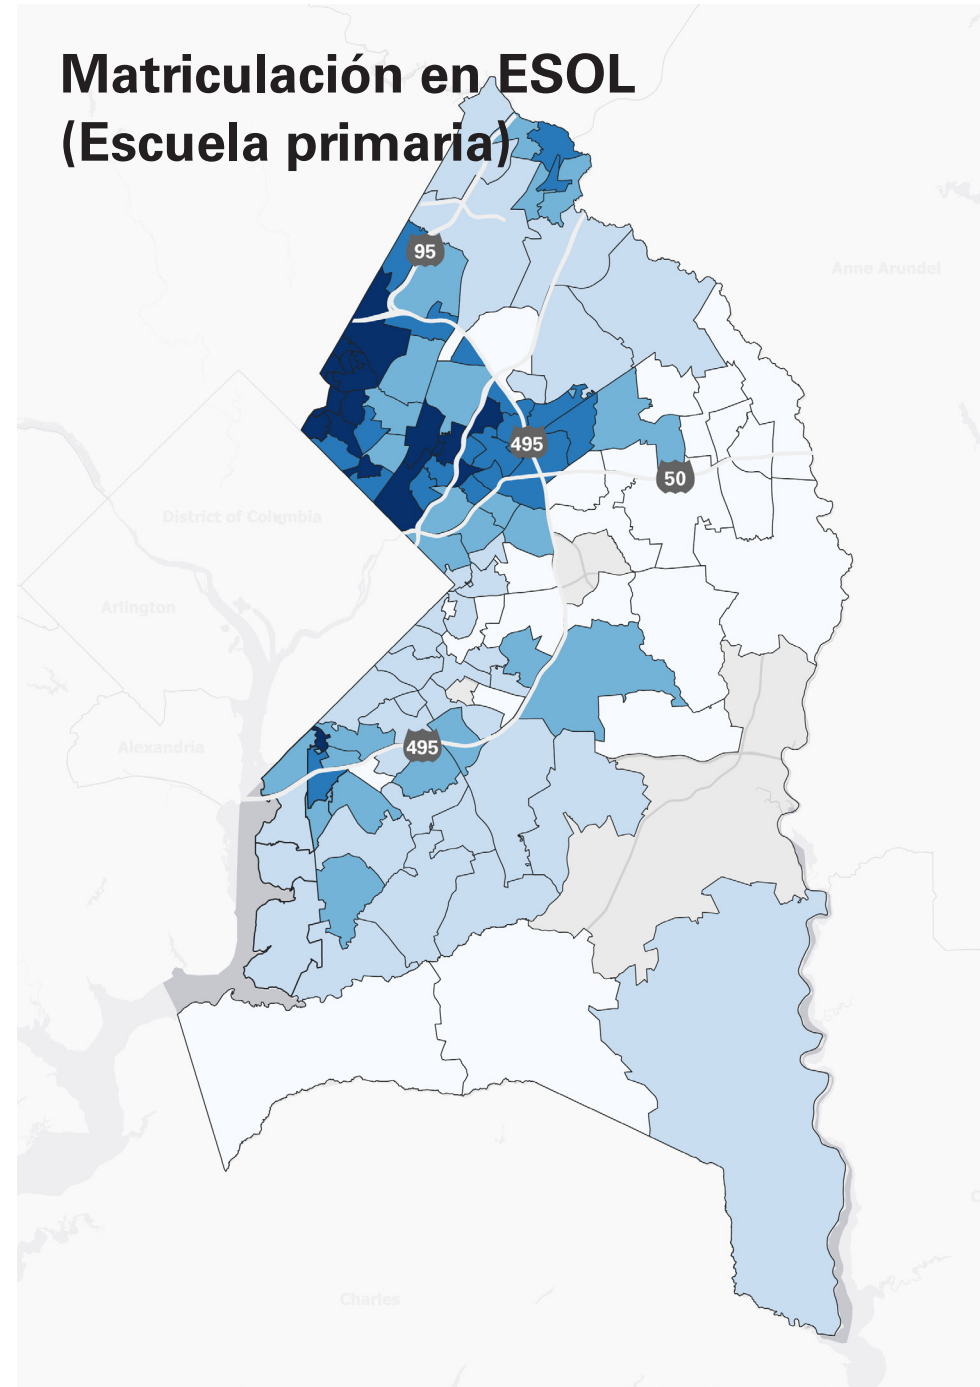 Matriculación en ESOL
(Escuela primaria)
95
Anne Arundel
495
50
District of Columbia
Arlington
495
Alexandria
Charles